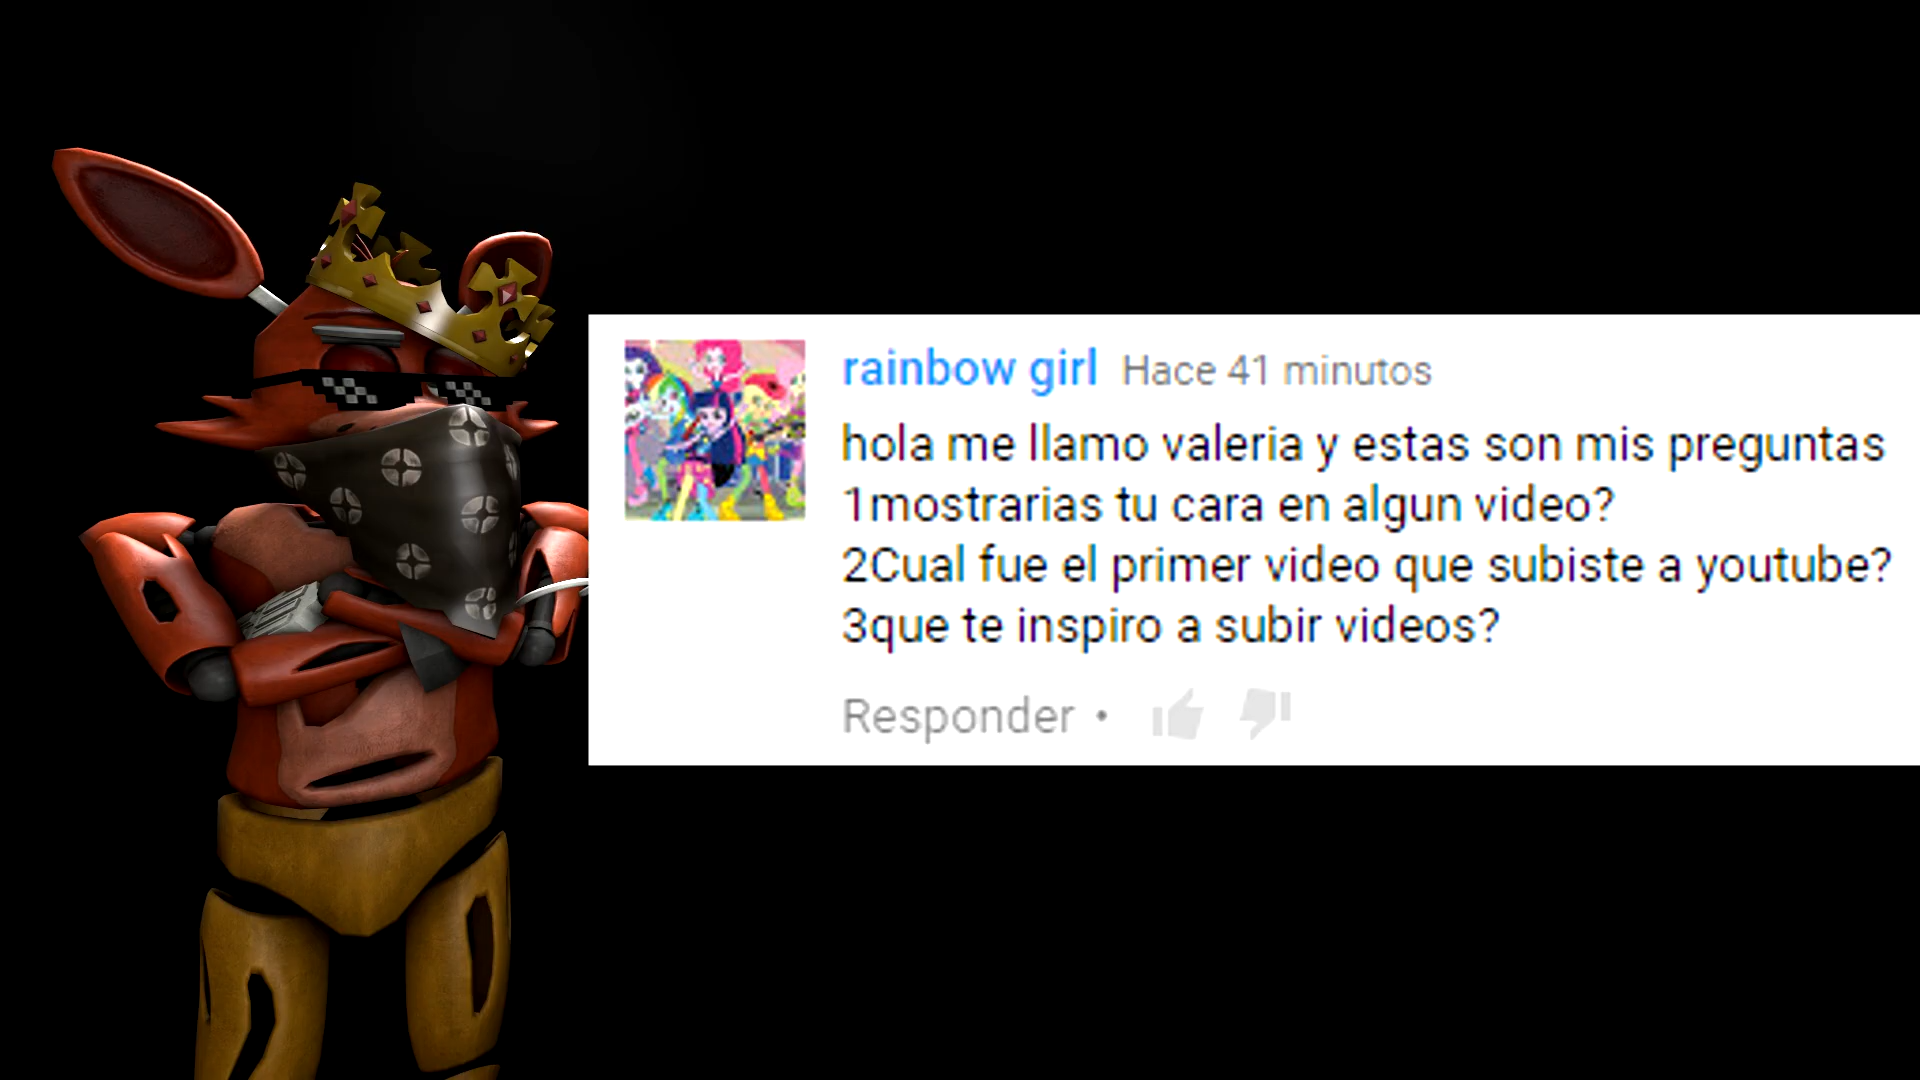 rainbow girl Hace 41 minutos
hola me llamo valeria y estas son mis preguntas
1mostrarias tu cara en algun video?
2Cual fue el primer video que subiste a youtube?
3que te inspiro a subir videos?
Responder •